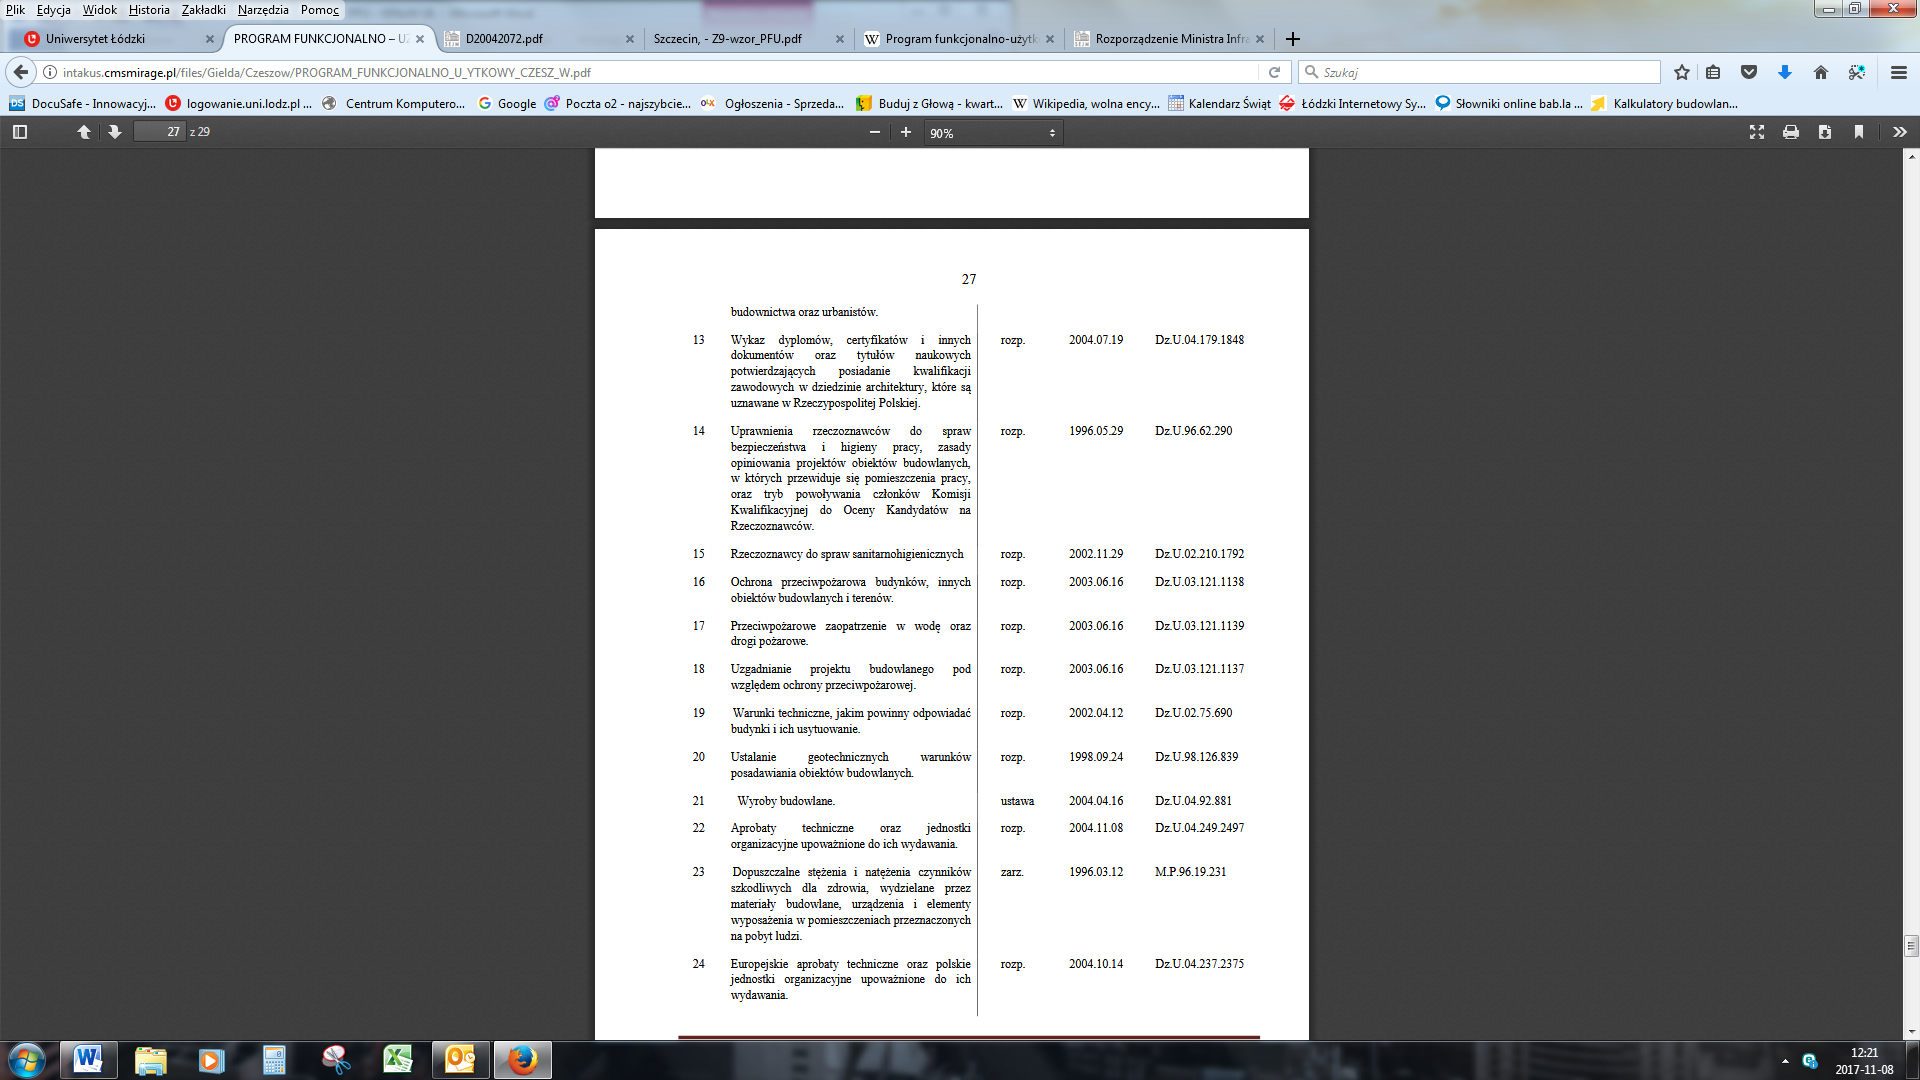 Plik Edycja Widok Historia Zakładki Narzędzia Pomoc
Uniwersytet Łódzki
PROGRAM FUNKCJONALNO – U
D20042072.pdf
Szczecin, - Z9-wzor_PFU.pdf
Program funkcjonalno-użytk
Rozporządzenie Ministra Infra
intakus.cmsmirage.pl/files/Gielda/Czeszow/PROGRAM_FUNKCJONALNO_U_YTKOWY_CZESZ_W.pdf
Szukaj
DocuSafe - Innowacyj... logowanie.uni.lodz.pl ... Centrum Komputero... Google Poczta o2 - najszybcie... Ogłoszenia - Sprzeda... Buduj z Głową - kwart... Wikipedia, wolna ency... Kalendarz Świąt Łódzki Internetowy Sy... Słowniki online bab.la ... Kalkulatory budowlan...
27 z 29
90%
27
budownictwa oraz urbanistów.
13 Wykaz dyplomów, certyfikatów i innych rozp. 2004.07.19 Dz.U.04.179.1848
dokumentów oraz tytułów naukowych
potwierdzających posiadanie kwalifikacji
zawodowych w dziedzinie architektury, które są
uznawane w Rzeczypospolitej Polskiej.
14 Uprawnienia rzeczoznawców do spraw rozp. 1996.05.29 Dz.U.96.62.290
bezpieczeństwa i higieny pracy, zasady
opiniowania projektów obiektów budowlanych,
w których przewiduje się pomieszczenia pracy,
oraz tryb powoływania członków Komisji
Kwalifikacyjnej do Oceny Kandydatów na
Rzeczoznawców.
15 Rzeczoznawcy do spraw sanitarnohigienicznych rozp. 2002.11.29 Dz.U.02.210.1792
16 Ochrona przeciwpożarowa budynków, innych rozp. 2003.06.16 Dz.U.03.121.1138
obiektów budowlanych i terenów.
17 Przeciwpożarowe zaopatrzenie w wodę oraz rozp. 2003.06.16 Dz.U.03.121.1139
drogi pożarowe.
18 Uzgadnianie projektu budowlanego pod rozp. 2003.06.16 Dz.U.03.121.1137
względem ochrony przeciwpożarowej.
19 Warunki techniczne, jakim powinny odpowiadać rozp. 2002.04.12 Dz.U.02.75.690
budynki i ich usytuowanie.
20 Ustalanie geotechnicznych warunków rozp. 1998.09.24 Dz.U.98.126.839
posadawiania obiektów budowlanych.
21 Wyroby budowlane. ustawa 2004.04.16 Dz.U.04.92.881
22 Aprobaty techniczne oraz jednostki rozp. 2004.11.08 Dz.U.04.249.2497
organizacyjne upoważnione do ich wydawania.
23 Dopuszczalne stężenia i natężenia czynników zarz. 1996.03.12 M.P.96.19.231
szkodliwych dla zdrowia, wydzielane przez
materiały budowlane, urządzenia i elementy
wyposażenia w pomieszczeniach przeznaczonych
na pobyt ludzi.
24 Europejskie aprobaty techniczne oraz polskie rozp. 2004.10.14 Dz.U.04.237.2375
jednostki organizacyjne upoważnione do ich
wydawania.
12:21
2017-11-08